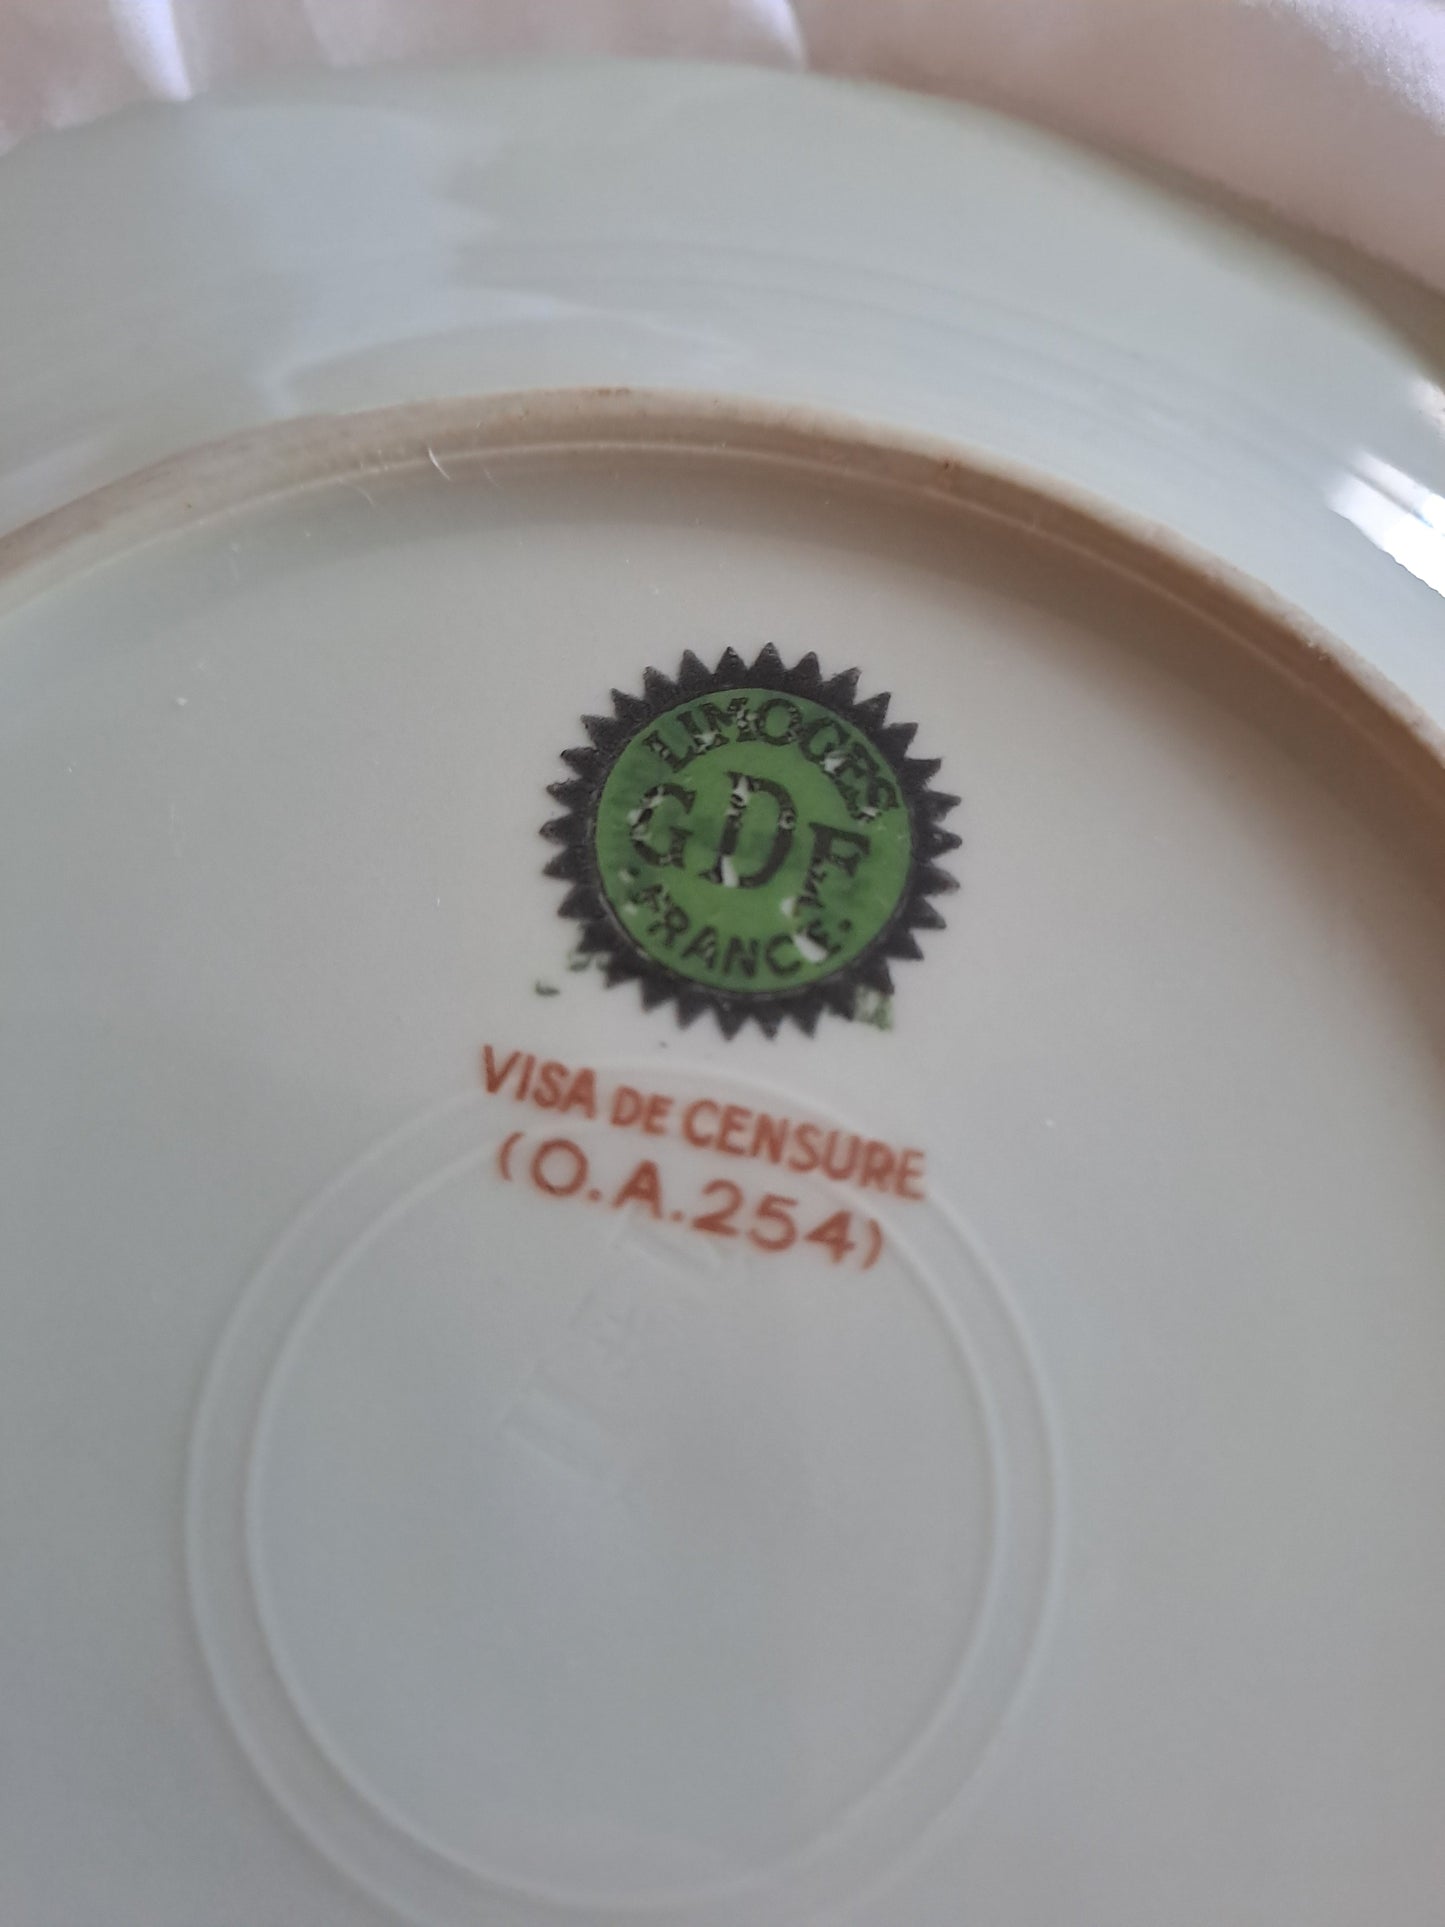 LIMOGES
GDF
FRANCE
VISA DE CENSURE
(O.A.254)